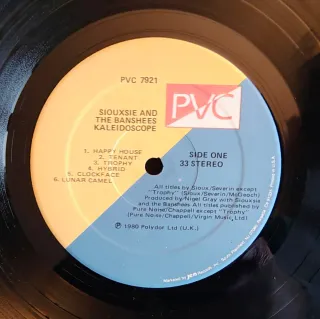 PVC 7921
SIOUXSIE AND
THE BANSHEES
KALEIDOSCOPE
PVC
1. HAPPY HOUSE
2. TENANT
3. TROPHY
4. HYBRID
5. CLOCKFACE
6. LUNAR CAMEL
SIDE ONE
33 STEREO
All titles by Sioux/Severin except
"Trophy" (Sioux/Severin/McGeoch)
Produced by Nigel Gray with Siouxsie
and the Banshees. All titles published by
Pure Noise/Chappell except "Trophy"
(Pure Noise/Chappell/Virgin Music Ltd)
℗ 1980 Polydor Ltd (U.K.)